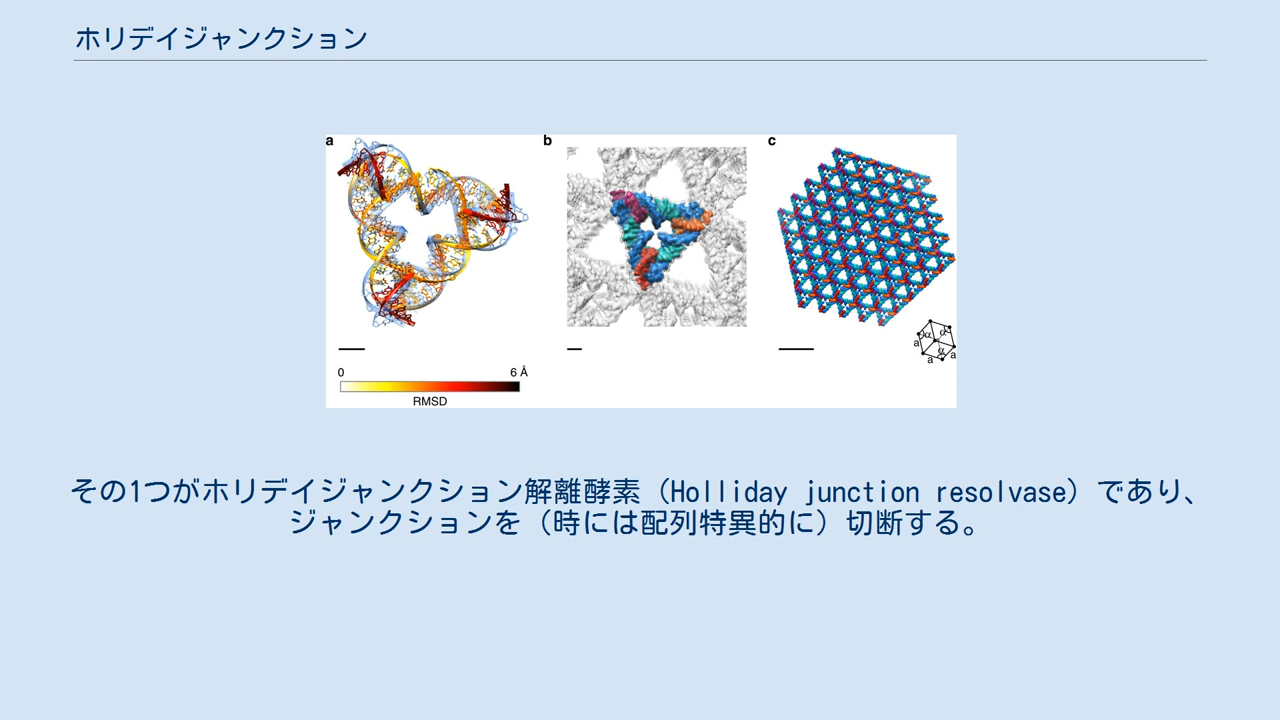 ホリデイジャンクション
a
b
c
0
6 Å
RMSD
α
α
α
a
a
a
その1つがホリデイジャンクション解離酵素（Holliday junction resolvase）であり、
ジャンクションを（時には配列特異的に）切断する。